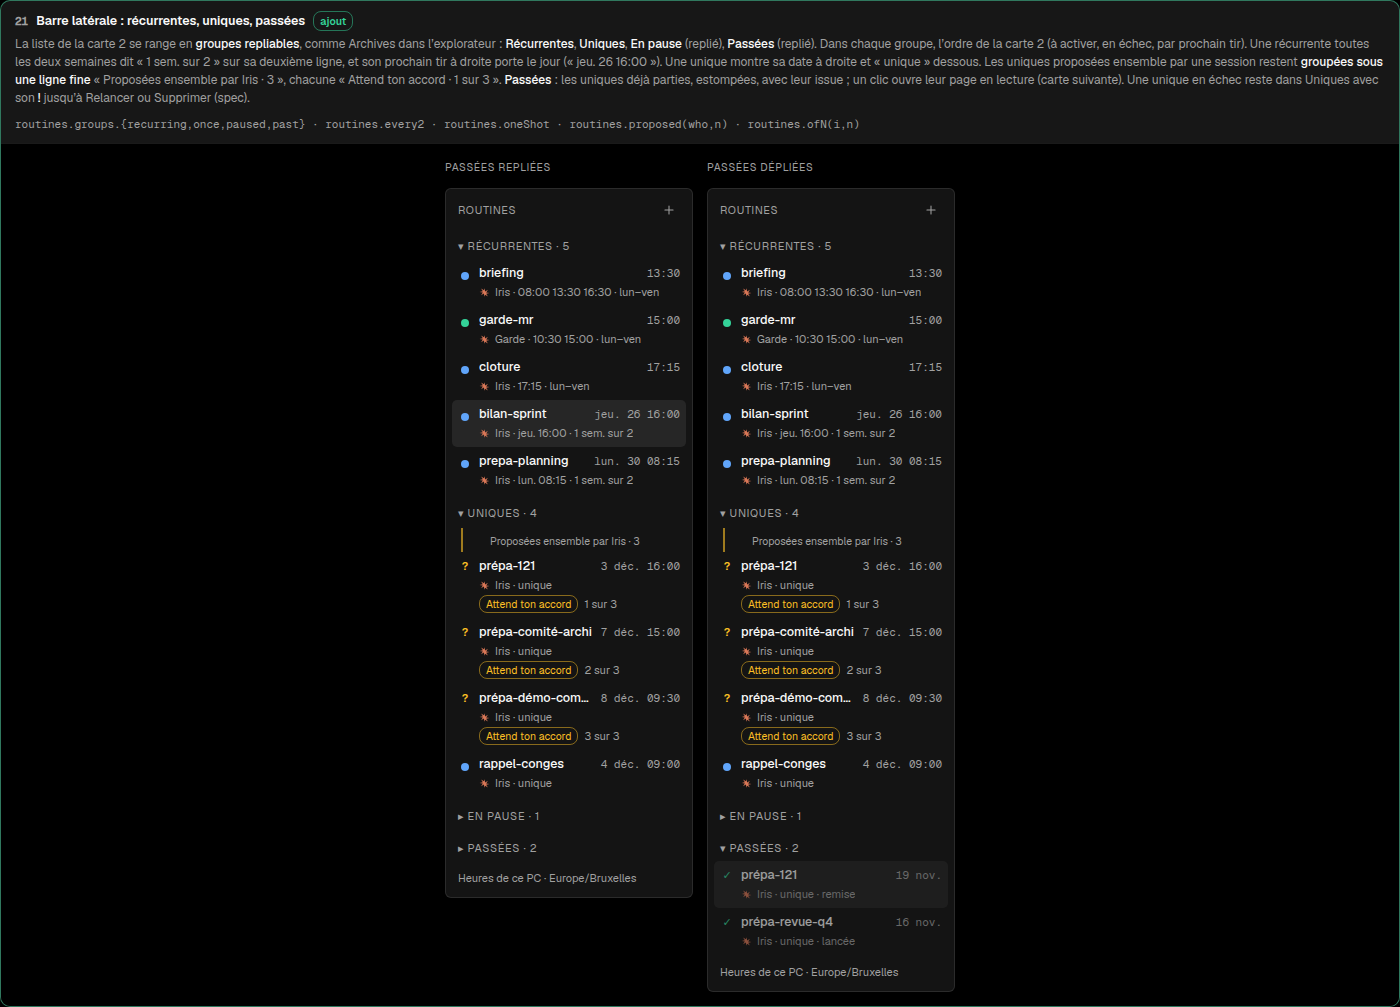 21 Barre latérale : récurrentes, uniques, passées ajout
La liste de la carte 2 se range en groupes repliables, comme Archives dans l'explorateur : Récurrentes, Uniques, En pause (replié), Passées (replié). Dans chaque groupe, l'ordre de la carte 2 (à activer, en échec, par prochain tir). Une récurrente toutes
les deux semaines dit « 1 sem. sur 2 » sur sa deuxième ligne, et son prochain tir à droite porte le jour (« jeu. 26 16:00 »). Une unique montre sa date à droite et « unique » dessous. Les uniques proposées ensemble par une session restent groupées sous
une ligne fine « Proposées ensemble par Iris · 3 », chacune « Attend ton accord · 1 sur 3 ». Passées : les uniques déjà parties, estompées, avec leur issue ; un clic ouvre leur page en lecture (carte suivante). Une unique en échec reste dans Uniques avec
son ! jusqu'à Relancer ou Supprimer (spec).
routines.groups.{recurring,once,paused,past} · routines.every2 · routines.oneShot · routines.proposed(who,n) · routines.ofN(i,n)
PASSÉES REPLIÉES
ROUTINES +
▾ RÉCURRENTES · 5
briefing 13:30
Iris · 08:00 13:30 16:30 · lun–ven
garde-mr 15:00
Garde · 10:30 15:00 · lun–ven
cloture 17:15
Iris · 17:15 · lun–ven
bilan-sprint jeu. 26 16:00
Iris · jeu. 16:00 · 1 sem. sur 2
prepa-planning lun. 30 08:15
Iris · lun. 08:15 · 1 sem. sur 2
▾ UNIQUES · 4
Proposées ensemble par Iris · 3
? prépa-121 3 déc. 16:00
Iris · unique
Attend ton accord 1 sur 3
? prépa-comité-archi 7 déc. 15:00
Iris · unique
Attend ton accord 2 sur 3
? prépa-démo-com… 8 déc. 09:30
Iris · unique
Attend ton accord 3 sur 3
rappel-conges 4 déc. 09:00
Iris · unique
▸ EN PAUSE · 1
▸ PASSÉES · 2
Heures de ce PC · Europe/Bruxelles
PASSÉES DÉPLIÉES
ROUTINES +
▾ RÉCURRENTES · 5
briefing 13:30
Iris · 08:00 13:30 16:30 · lun–ven
garde-mr 15:00
Garde · 10:30 15:00 · lun–ven
cloture 17:15
Iris · 17:15 · lun–ven
bilan-sprint jeu. 26 16:00
Iris · jeu. 16:00 · 1 sem. sur 2
prepa-planning lun. 30 08:15
Iris · lun. 08:15 · 1 sem. sur 2
▾ UNIQUES · 4
Proposées ensemble par Iris · 3
? prépa-121 3 déc. 16:00
Iris · unique
Attend ton accord 1 sur 3
? prépa-comité-archi 7 déc. 15:00
Iris · unique
Attend ton accord 2 sur 3
? prépa-démo-com… 8 déc. 09:30
Iris · unique
Attend ton accord 3 sur 3
rappel-conges 4 déc. 09:00
Iris · unique
▸ EN PAUSE · 1
▾ PASSÉES · 2
✓ prépa-121 19 nov.
Iris · unique · remise
✓ prépa-revue-q4 16 nov.
Iris · unique · lancée
Heures de ce PC · Europe/Bruxelles